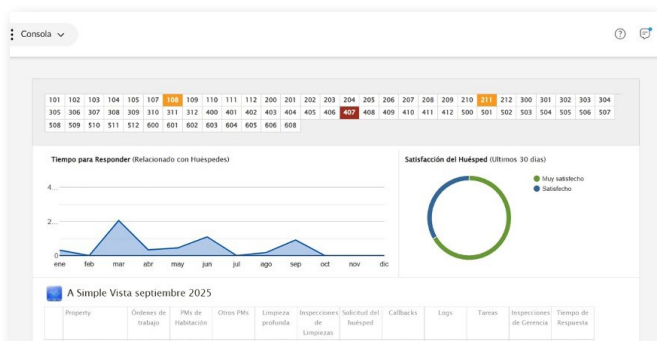 Consola
101 102 103 104 105 107 108 109 110 111 112 200 201 202 203 204 205 206 207 208 209 210 211 212 300 301 302 303 304
305 306 307 308 309 310 311 312 400 401 402 403 404 405 406 407 408 409 410 411 412 500 501 502 503 504 505 506 507
508 509 510 511 512 600 601 602 603 604 605 606 608
Tiempo para Responder (Relacionado con Huéspedes)
4...
2...
0
ene feb mar abr may jun jul ago sep oct nov dic
Satisfacción del Huésped (Ultimos 30 días)
Muy satisfecho
Satisfecho
A Simple Vista septiembre 2025
Property Órdenes de trabajo PMs de Habitación Otros PMs Limpieza profunda Inspecciones de Limpiezas Solicitud del huésped Callbacks Logs Tareas Inspecciones de Gerencia Tiempo de Respuesta